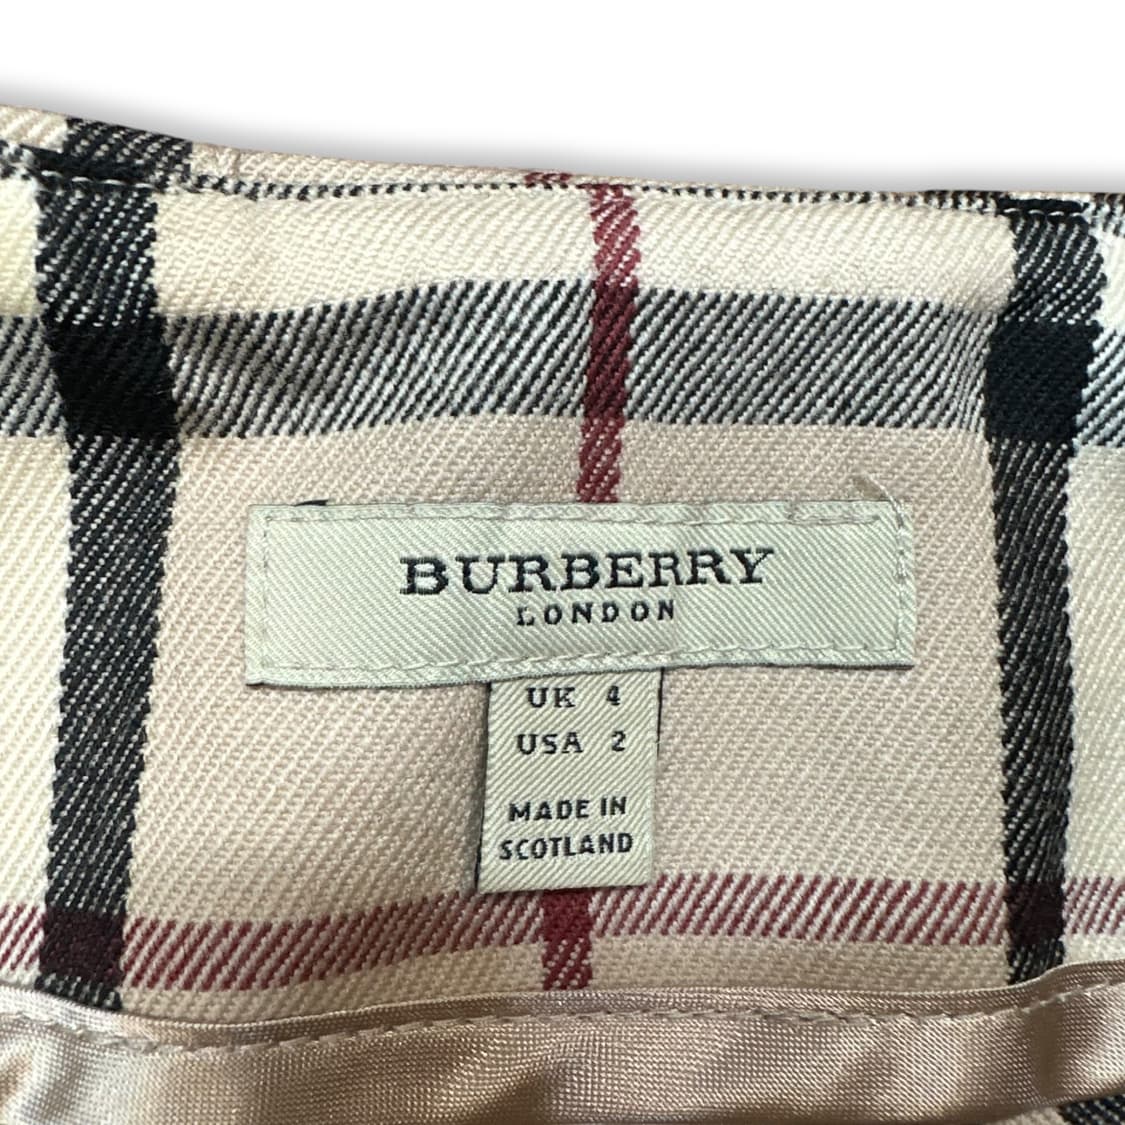 BURBERRY
LONDON
UK 4
USA 2
MADE IN
SCOTLAND